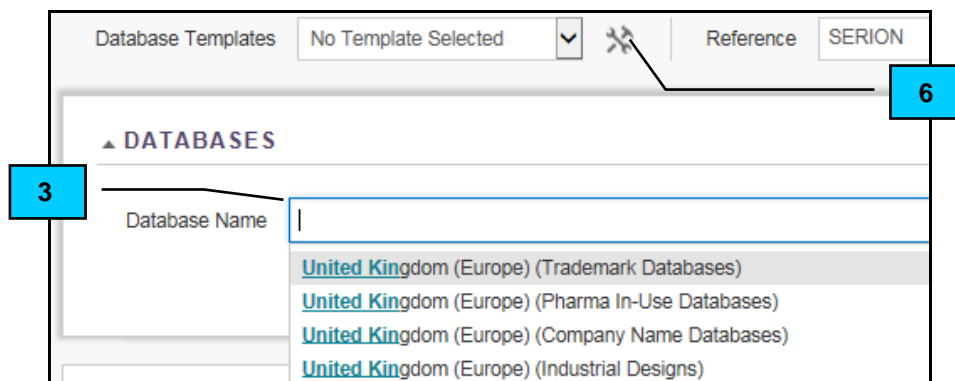 Database Templates No Template Selected Reference SERION
6
DATABASES
3
Database Name
United Kingdom (Europe) (Trademark Databases)
United Kingdom (Europe) (Pharma In-Use Databases)
United Kingdom (Europe) (Company Name Databases)
United Kingdom (Europe) (Industrial Designs)